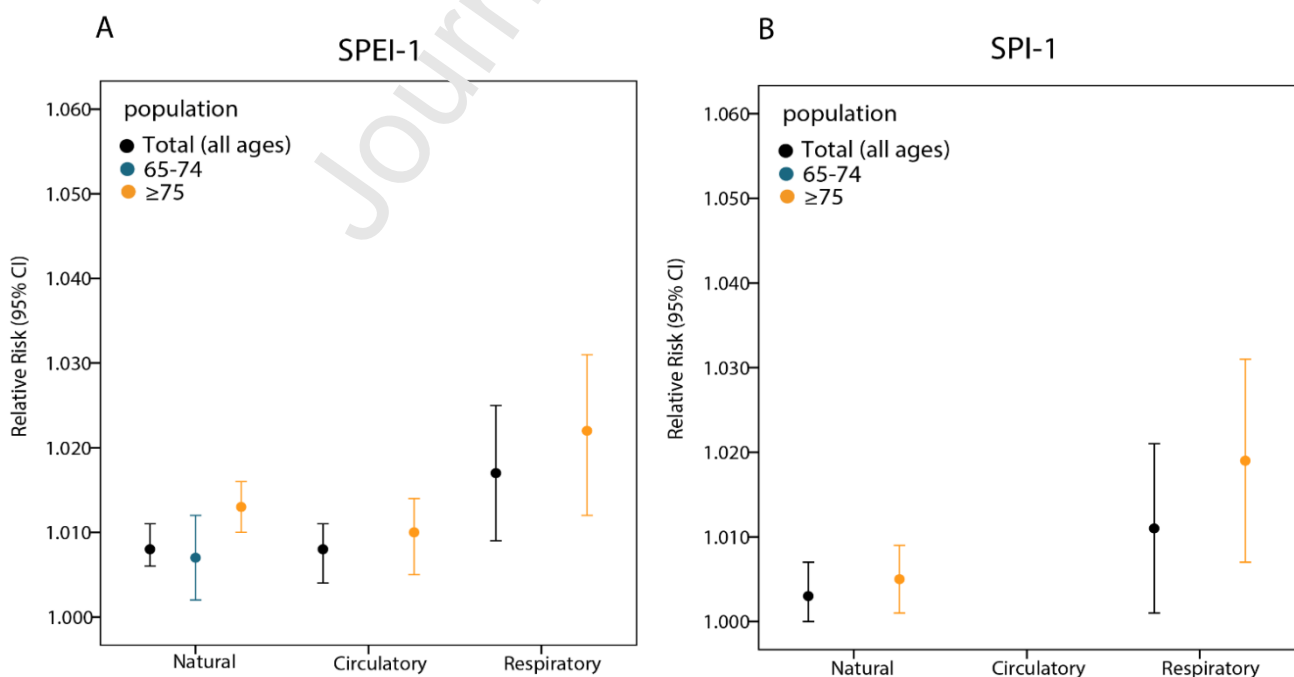 A
SPEI-1
Journ
population
Total (all ages)
65-74
≥75
Relative Risk (95% CI)
1.060
1.050
1.040
1.030
1.020
1.010
1.000
Natural
Circulatory
Respiratory
B
SPI-1
population
Total (all ages)
65-74
≥75
Relative Risk (95% CI)
1.060
1.050
1.040
1.030
1.020
1.010
1.000
Natural
Circulatory
Respiratory